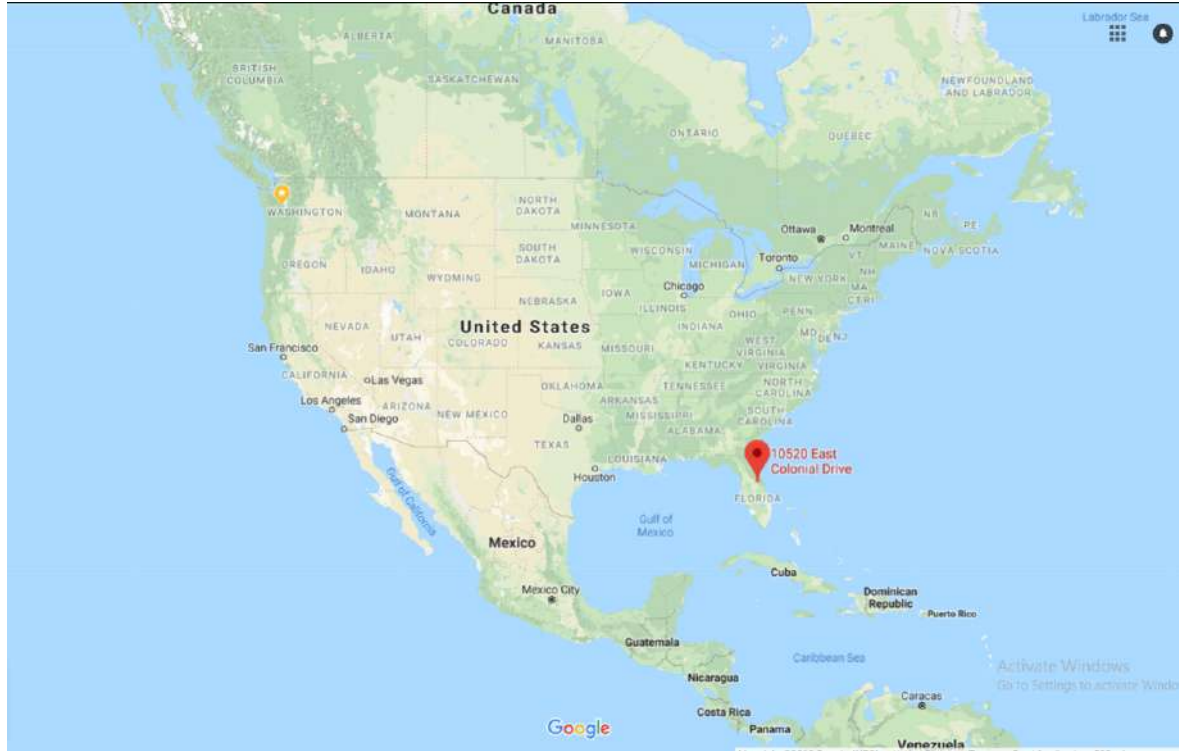 Canada
Labrador Sea
ALBERTA
MANITOBA
BRITISH
COLUMBIA
SASKATCHEWAN
NEWFOUNDLAND
AND LABRADOR
ONTARIO
QUEBEC
WASHINGTON
MONTANA
NORTH
DAKOTA
MINNESOTA
Ottawa
Montreal
NB
PE
MAINE
NOVA SCOTIA
OREGON
IDAHO
SOUTH
DAKOTA
WISCONSIN
MICHIGAN
Toronto
VT
NH
NEW YORK
MA
CT RI
WYOMING
Chicago
IOWA
NEBRASKA
ILLINOIS
INDIANA
OHIO
PENN
NEVADA
UTAH
United States
COLORADO
KANSAS
MISSOURI
WEST
VIRGINIA
MD
DE
NJ
KENTUCKY
VIRGINIA
San Francisco
CALIFORNIA
Las Vegas
OKLAHOMA
TENNESSEE
NORTH
CAROLINA
Los Angeles
ARIZONA
NEW MEXICO
ARKANSAS
MISSISSIPPI
SOUTH
CAROLINA
San Diego
Dallas
ALABAMA
TEXAS
LOUISIANA
Houston
10520 East
Colonial Drive
FLORIDA
Gulf of California
Gulf of
Mexico
Mexico
Mexico City
Cuba
Dominican
Republic
Puerto Rico
Guatemala
Caribbean Sea
Nicaragua
Activate Windows
Go to Settings to activate Windo
Caracas
Costa Rica
Panama
Google
Venezuela